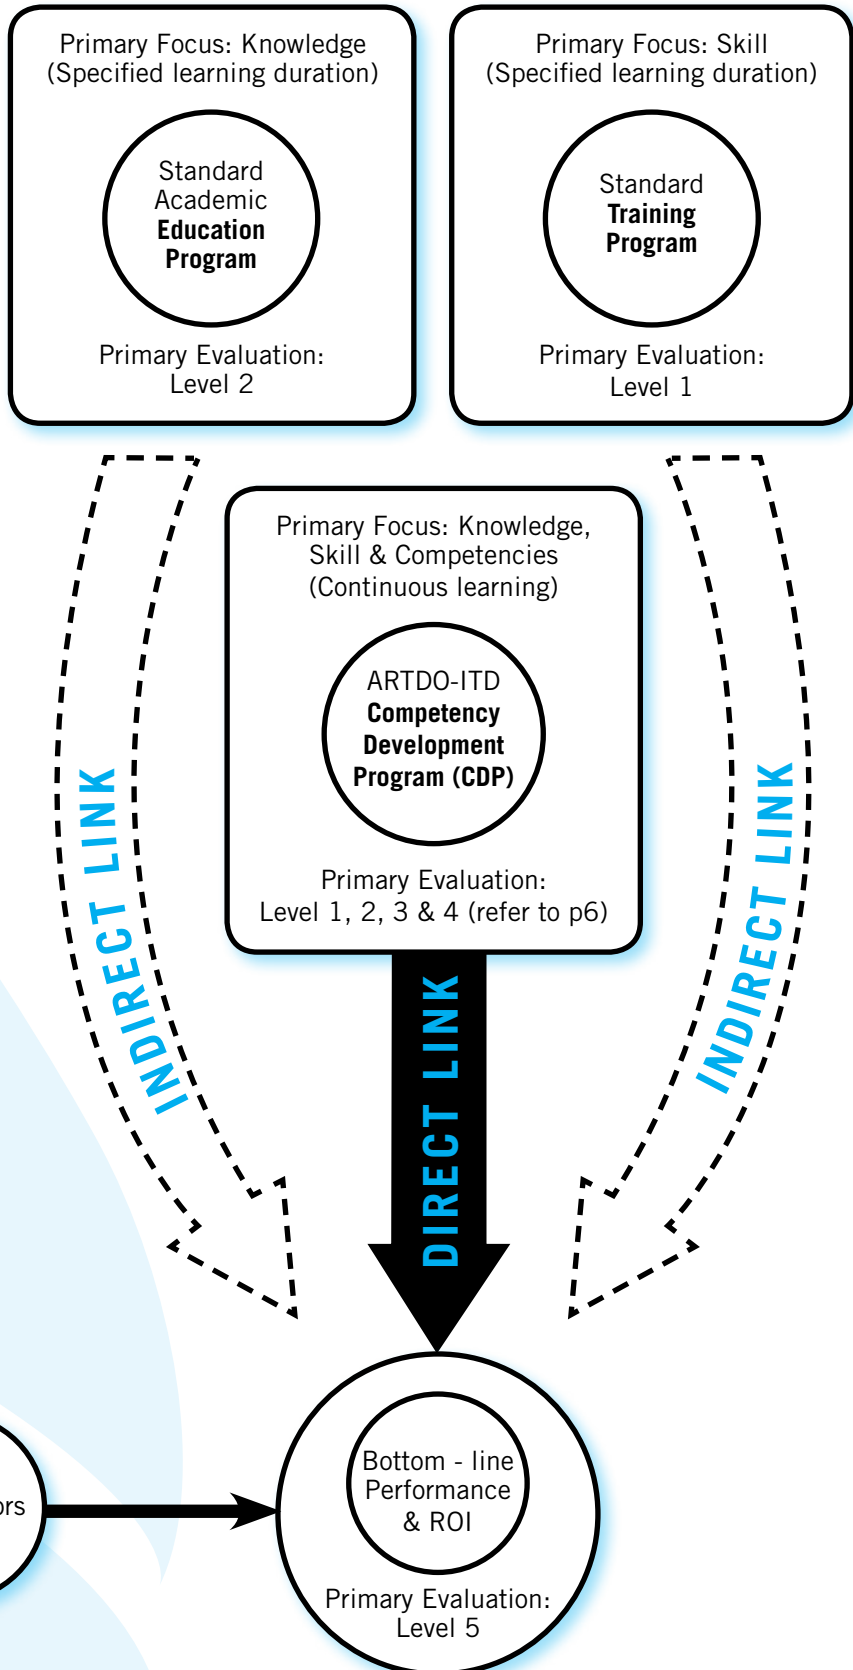 Primary Focus: Knowledge
(Specified learning duration)
Standard
Academic
Education
Program
Primary Evaluation:
Level 2
Primary Focus: Skill
(Specified learning duration)
Standard
Training
Program
Primary Evaluation:
Level 1
Primary Focus: Knowledge,
Skill & Competencies
(Continuous learning)
ARTDO-ITD
Competency
Development
Program (CDP)
Primary Evaluation:
Level 1, 2, 3 & 4 (refer to p6)
INDIRECT LINK
DIRECT LINK
INDIRECT LINK
ors
Bottom - line
Performance
& ROI
Primary Evaluation:
Level 5